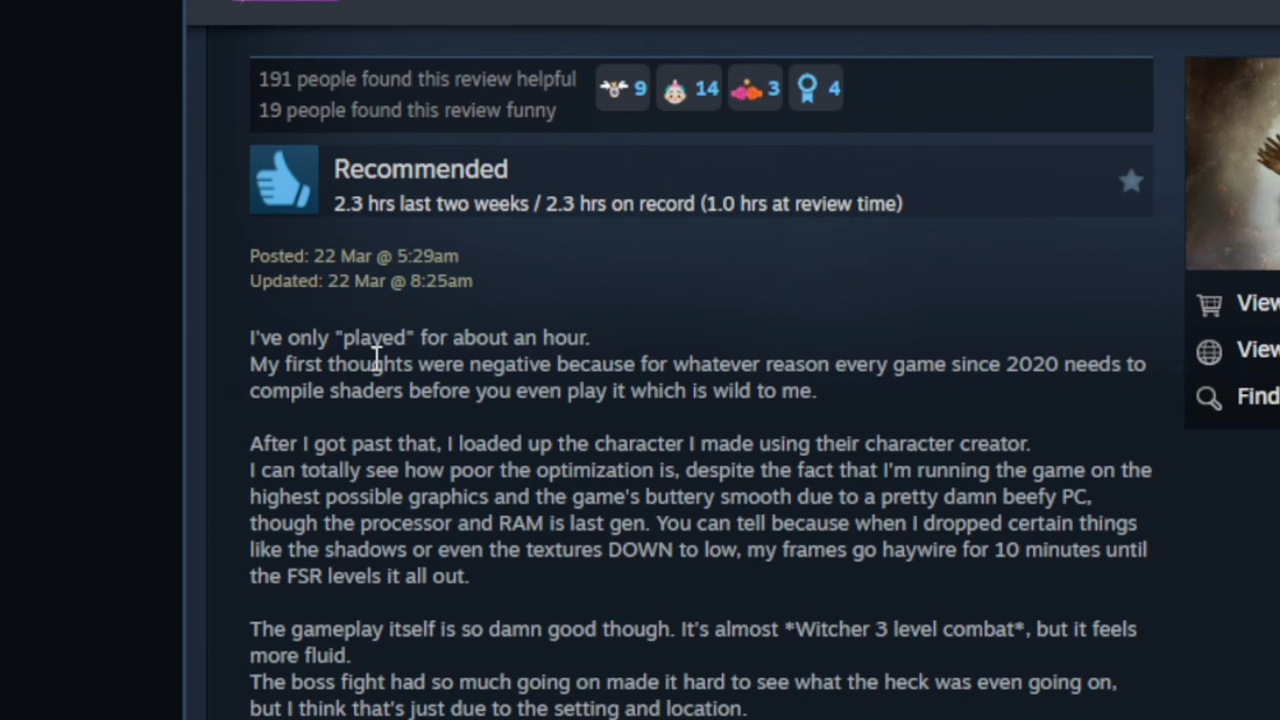 191 people found this review helpful
19 people found this review funny
9 14 3 4
Recommended
2.3 hrs last two weeks / 2.3 hrs on record (1.0 hrs at review time)
Posted: 22 Mar @ 5:29am
Updated: 22 Mar @ 8:25am
I've only "played" for about an hour.
My first thoughts were negative because for whatever reason every game since 2020 needs to
compile shaders before you even play it which is wild to me.
After I got past that, I loaded up the character I made using their character creator.
I can totally see how poor the optimization is, despite the fact that I'm running the game on the
highest possible graphics and the game's buttery smooth due to a pretty damn beefy PC,
though the processor and RAM is last gen. You can tell because when I dropped certain things
like the shadows or even the textures DOWN to low, my frames go haywire for 10 minutes until
the FSR levels it all out.
The gameplay itself is so damn good though. It's almost *Witcher 3 level combat*, but it feels
more fluid.
The boss fight had so much going on made it hard to see what the heck was even going on,
but I think that's just due to the setting and location.
View
View
Find